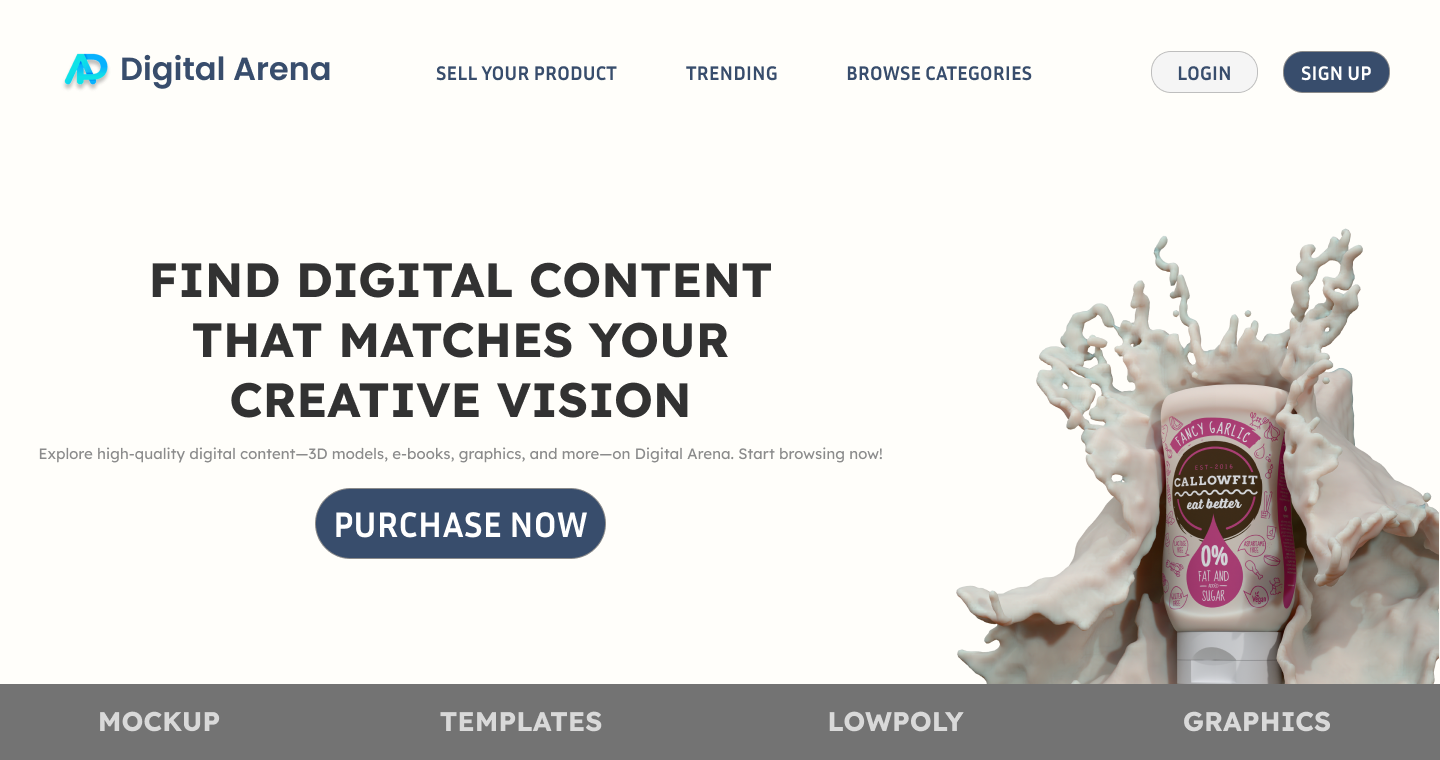 Digital Arena
SELL YOUR PRODUCT
TRENDING
BROWSE CATEGORIES
LOGIN
SIGN UP
FIND DIGITAL CONTENT
THAT MATCHES YOUR
CREATIVE VISION
Explore high-quality digital content—3D models, e-books, graphics, and more—on Digital Arena. Start browsing now!
PURCHASE NOW
FANCY GARLIC
EST-2016
CALLOWFIT
eat better
0%
FAT AND
SUGAR
MOCKUP
TEMPLATES
LOWPOLY
GRAPHICS